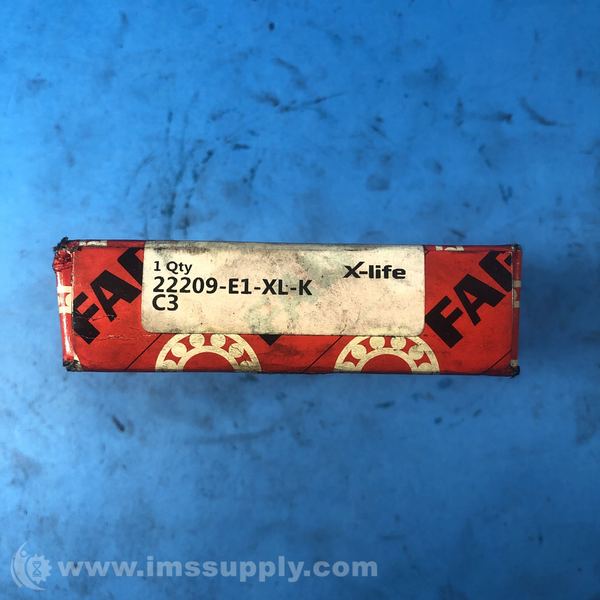 1 Qty
X-life
22209-E1-XL-K
C3
FAG
FAG
www.imssupply.com